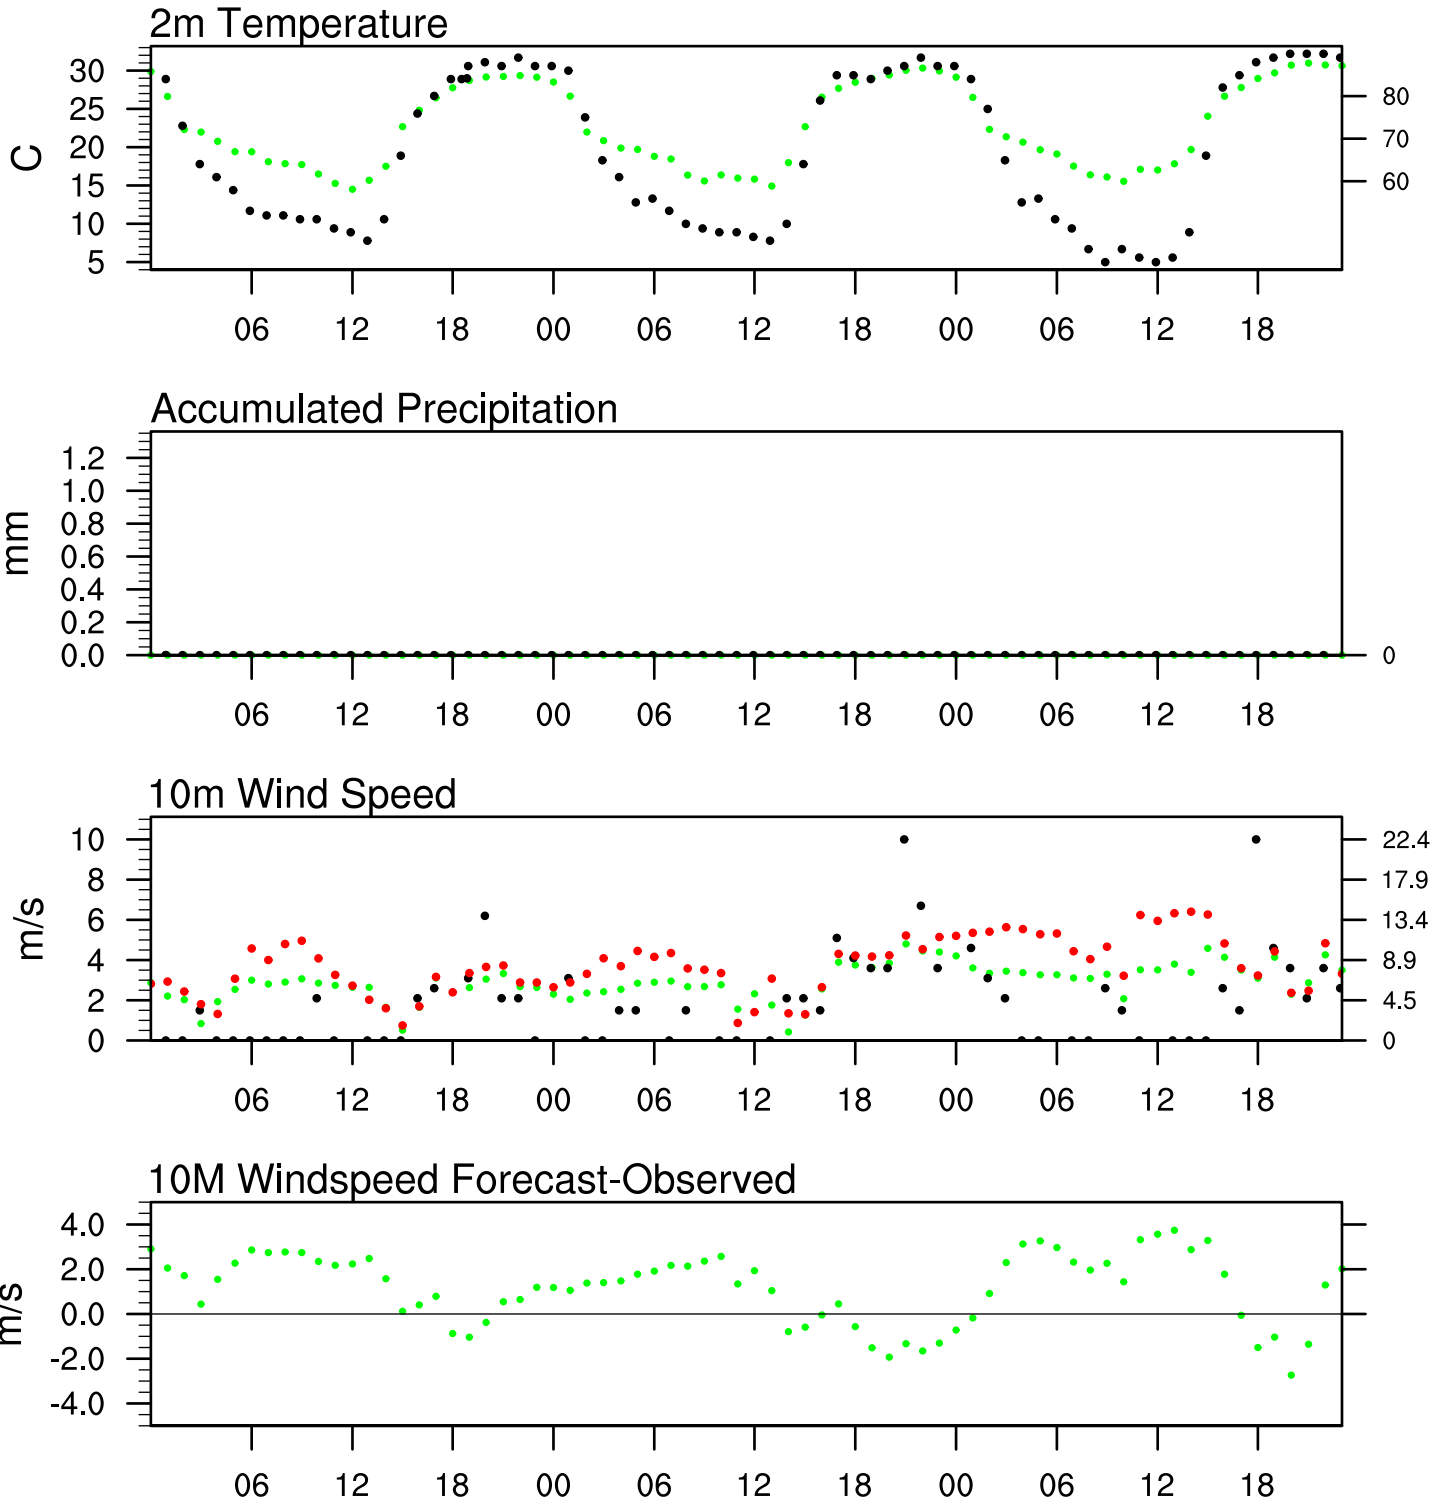 2m Temperature
30
25
20
15
10
5
C
80
70
60
06 12 18 00 06 12 18 00 06 12 18
Accumulated Precipitation
1.2
1.0
0.8
0.6
0.4
0.2
0.0
mm
0
06 12 18 00 06 12 18 00 06 12 18
10m Wind Speed
10
8
6
4
2
0
m/s
22.4
17.9
13.4
8.9
4.5
0
06 12 18 00 06 12 18 00 06 12 18
10M Windspeed Forecast-Observed
4.0
2.0
0.0
-2.0
-4.0
m/s
06 12 18 00 06 12 18 00 06 12 18